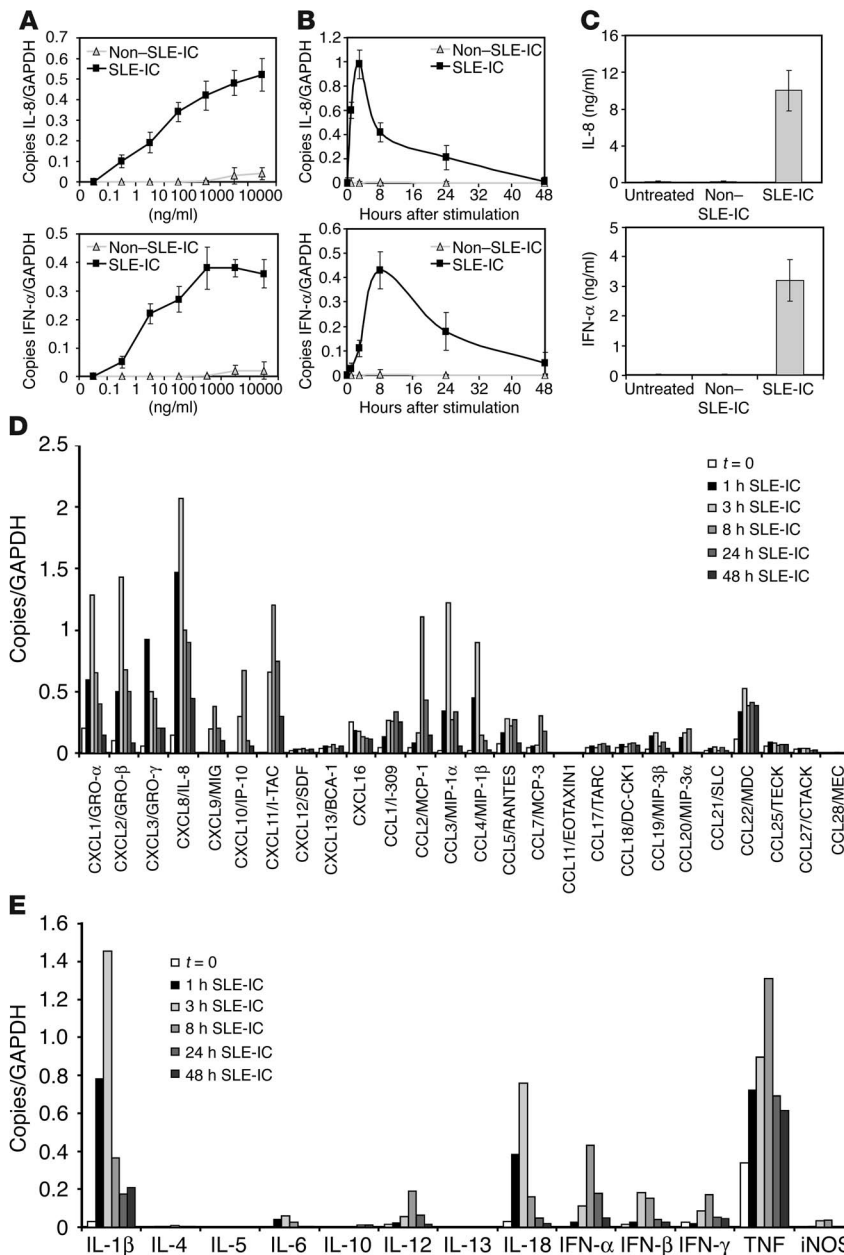 A
Copies IL-8/GAPDH
0.7
0.6
0.5
0.4
0.3
0.2
0.1
0
Non–SLE-IC
SLE-IC
0 0.1 1 10 100 1000 10000
(ng/ml)
Copies IFN-α/GAPDH
0.5
0.4
0.3
0.2
0.1
0
Non–SLE-IC
SLE-IC
0 0.1 1 10 100 1000 10000
(ng/ml)
B
Copies IL-8/GAPDH
1.2
1
0.8
0.6
0.4
0.2
0
Non–SLE-IC
SLE-IC
0 8 16 24 32 40 48
Hours after stimulation
Copies IFN-α/GAPDH
0.6
0.5
0.4
0.3
0.2
0.1
0
Non–SLE-IC
SLE-IC
0 8 16 24 32 40 48
Hours after stimulation
C
IL-8 (ng/ml)
16
12
8
4
0
Untreated Non– SLE-IC
SLE-IC
IFN-α (ng/ml)
5
4
3
2
1
0
Untreated Non– SLE-IC
SLE-IC
D
Copies/GAPDH
2.5
2
1.5
1
0.5
0
t = 0
1 h SLE-IC
3 h SLE-IC
8 h SLE-IC
24 h SLE-IC
48 h SLE-IC
CXCL1/GRO-α
CXCL2/GRO-β
CXCL3/GRO-γ
CXCL8/IL-8
CXCL9/MIG
CXCL10/IP-10
CXCL11/I-TAC
CXCL12/SDF
CXCL13/BCA-1
CXCL16
CCL1/I-309
CCL2/MCP-1
CCL3/MIP-1α
CCL4/MIP-1β
CCL5/RANTES
CCL7/MCP-3
CCL11/EOTAXIN1
CCL17/TARC
CCL18/DC-CK1
CCL19/MIP-3β
CCL20/MIP-3α
CCL21/SLC
CCL22/MDC
CCL25/TECK
CCL27/CTACK
CCL28/MEC
E
Copies/GAPDH
1.6
1.4
1.2
1.0
0.8
0.6
0.4
0.2
0
t = 0
1 h SLE-IC
3 h SLE-IC
8 h SLE-IC
24 h SLE-IC
48 h SLE-IC
IL-1β IL-4 IL-5 IL-6 IL-10 IL-12 IL-13 IL-18 IFN-α IFN-β IFN-γ TNF iNOS